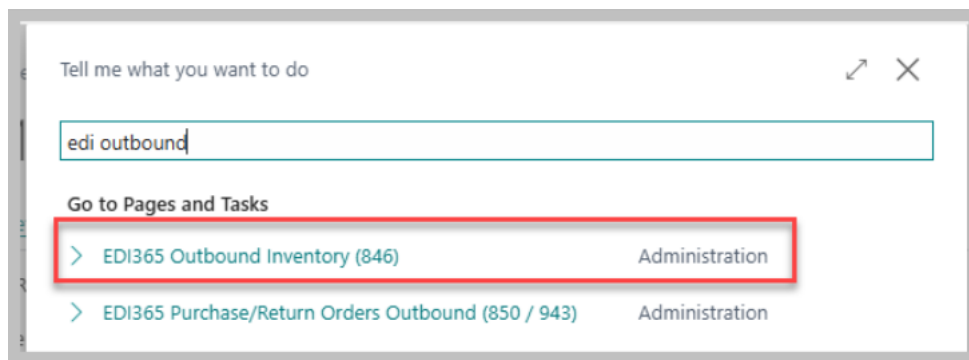 Tell me what you want to do
edi outbound
Go to Pages and Tasks
EDI365 Outbound Inventory (846) Administration
EDI365 Purchase/Return Orders Outbound (850 / 943) Administration